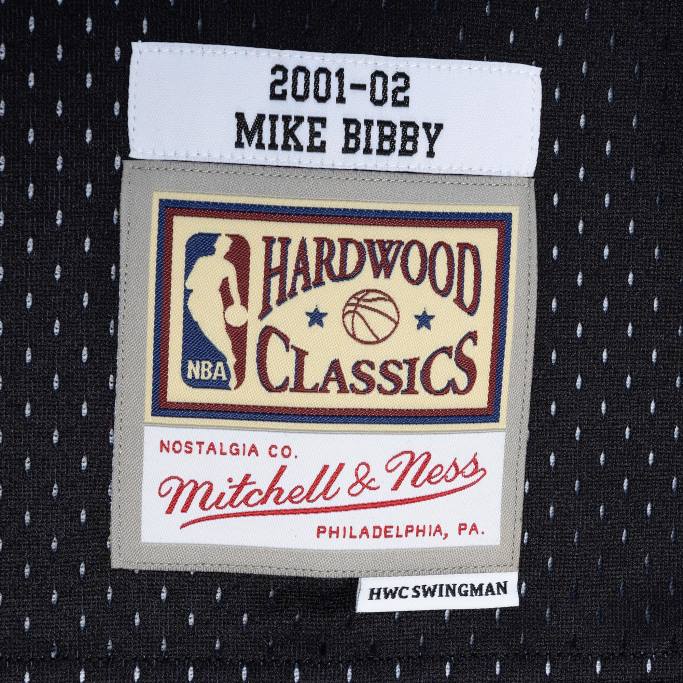 2001-02
MIKE BIBBY
HARDWOOD
CLASSICS
NBA
NOSTALGIA CO.
Mitchell & Ness
PHILADELPHIA, PA.
HWC SWINGMAN